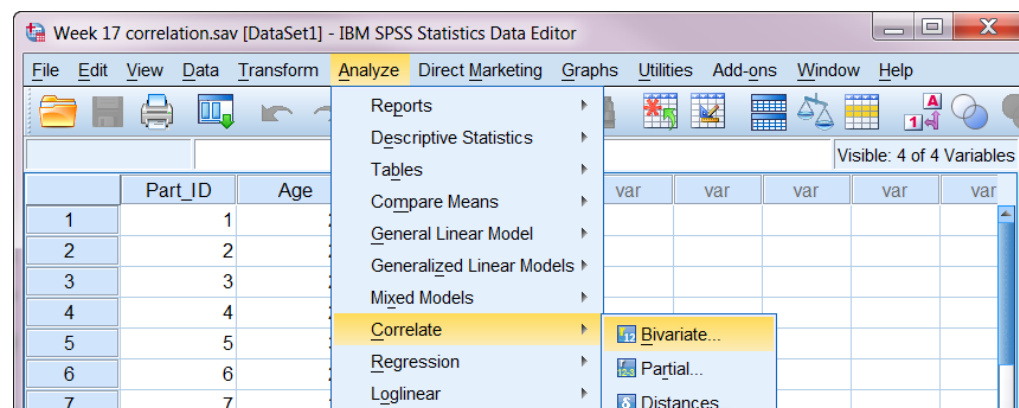 Week 17 correlation.sav [DataSet1] - IBM SPSS Statistics Data Editor
File Edit View Data Transform Analyze Direct Marketing Graphs Utilities Add-ons Window Help
A
1
Visible: 4 of 4 Variables
Part_ID Age var var var var var
1 1
2 2
3 3
4 4
5 5
6 6
7 7
Reports
Descriptive Statistics
Tables
Compare Means
General Linear Model
Generalized Linear Models
Mixed Models
Correlate
Regression
Loglinear
Bivariate...
Partial...
Distances